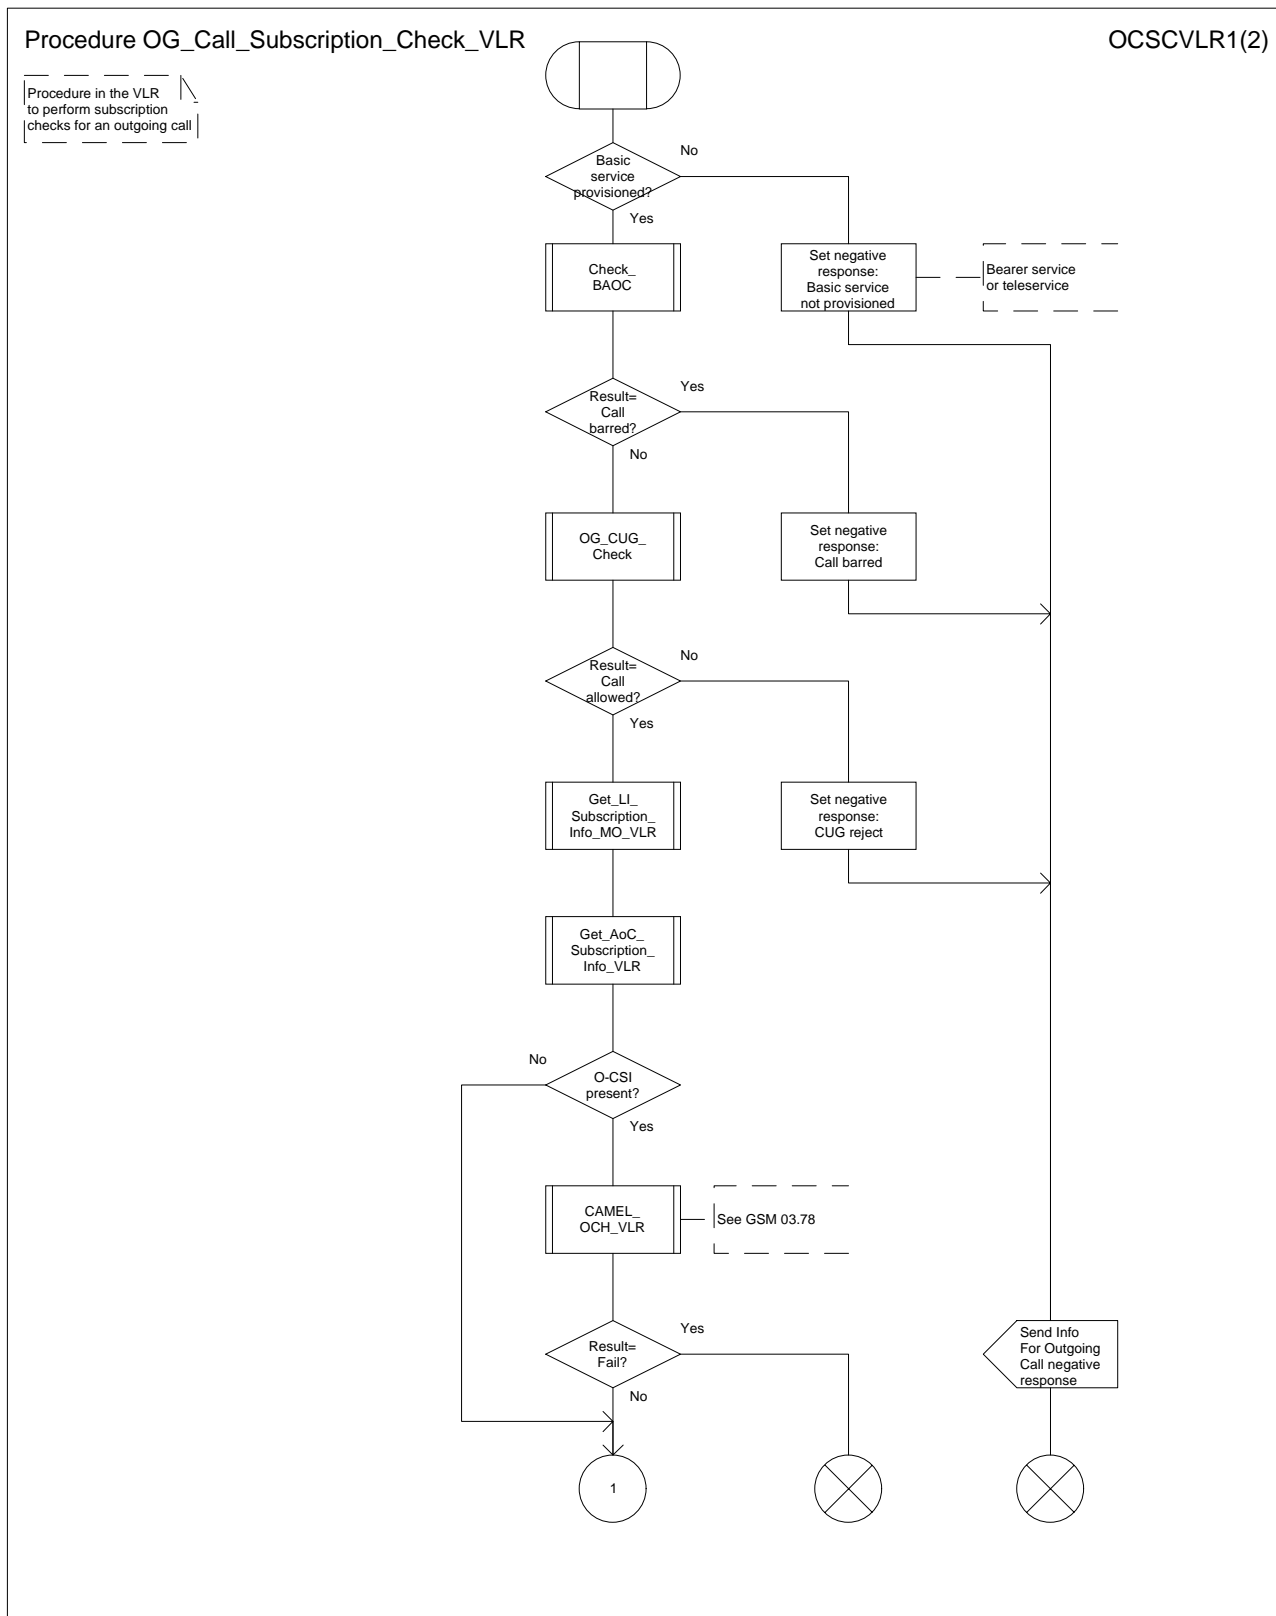 Procedure OG_Call_Subscription_Check_VLR
OCSCVLR1(2)
Procedure in the VLR
to perform subscription
checks for an outgoing call
Basic
service
provisioned?
No
Yes
Check_
BAOC
Set negative
response:
Basic service
not provisioned
Bearer service
or teleservice
Result=
Call
barred?
Yes
No
OG_CUG_
Check
Set negative
response:
Call barred
Result=
Call
allowed?
No
Yes
Get_LI_
Subscription_
Info_MO_VLR
Set negative
response:
CUG reject
Get_AoC_
Subscription_
Info_VLR
No
O-CSI
present?
Yes
CAMEL_
OCH_VLR
See GSM 03.78
Result=
Fail?
Yes
No
Send Info
For Outgoing
Call negative
response
1